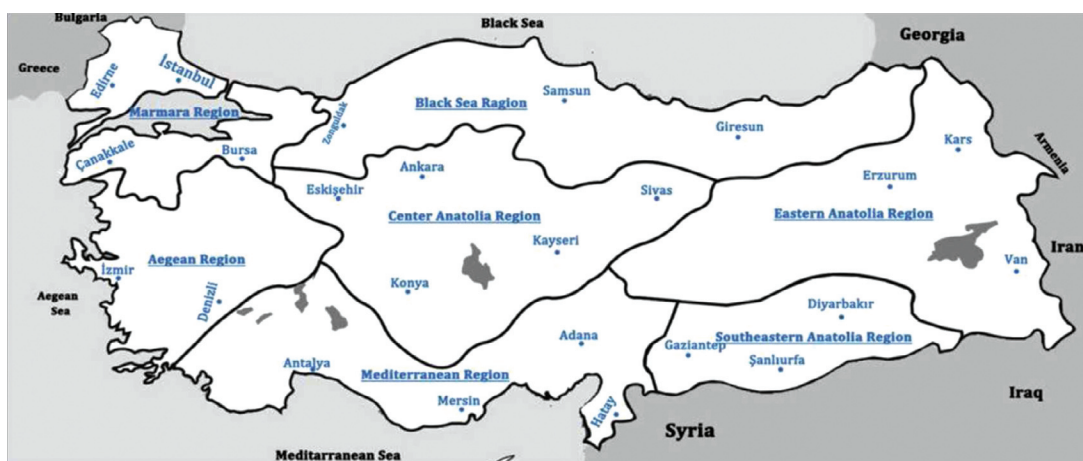 Bulgaria
Black Sea
Georgia
Greece
Edirne
İstanbul
Marmara Region
Zonguldak
Black Sea Ragion
Samsun
Giresun
Kars
Armenia
Çanakkale
Bursa
Ankara
Eskişehir
Sivas
Erzurum
Center Anatolia Region
Eastern Anatolia Region
Kayseri
Iran
Aegean Region
İzmir
Van
Aegean
Sea
Denizli
Konya
Diyarbakır
Adana
Southeastern Anatolia Region
Gaziantep
Şanlıurfa
Antalya
Mediterranean Region
Mersin
Hatay
Iraq
Syria
Meditarranean Sea